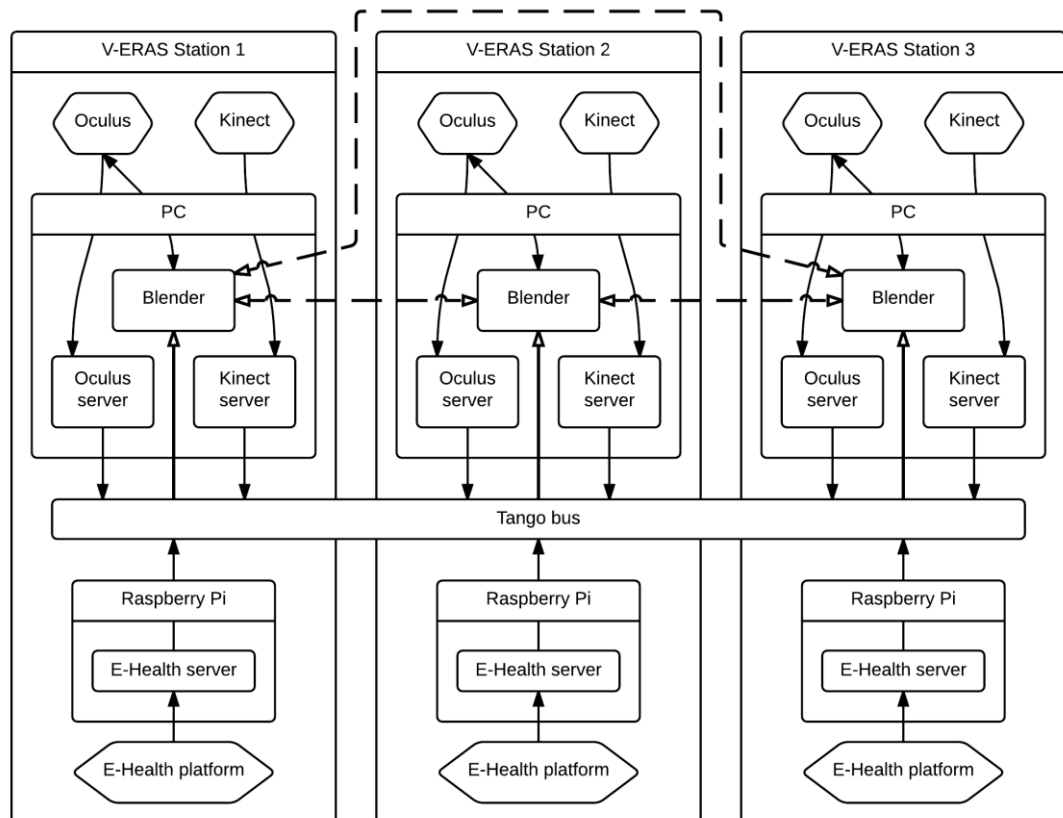 V-ERAS Station 1
V-ERAS Station 2
V-ERAS Station 3
Oculus
Kinect
Oculus
Kinect
Oculus
Kinect
PC
PC
PC
Blender
Blender
Blender
Oculus
server
Kinect
server
Oculus
server
Kinect
server
Oculus
server
Kinect
server
Tango bus
Raspberry Pi
Raspberry Pi
Raspberry Pi
E-Health server
E-Health server
E-Health server
E-Health platform
E-Health platform
E-Health platform